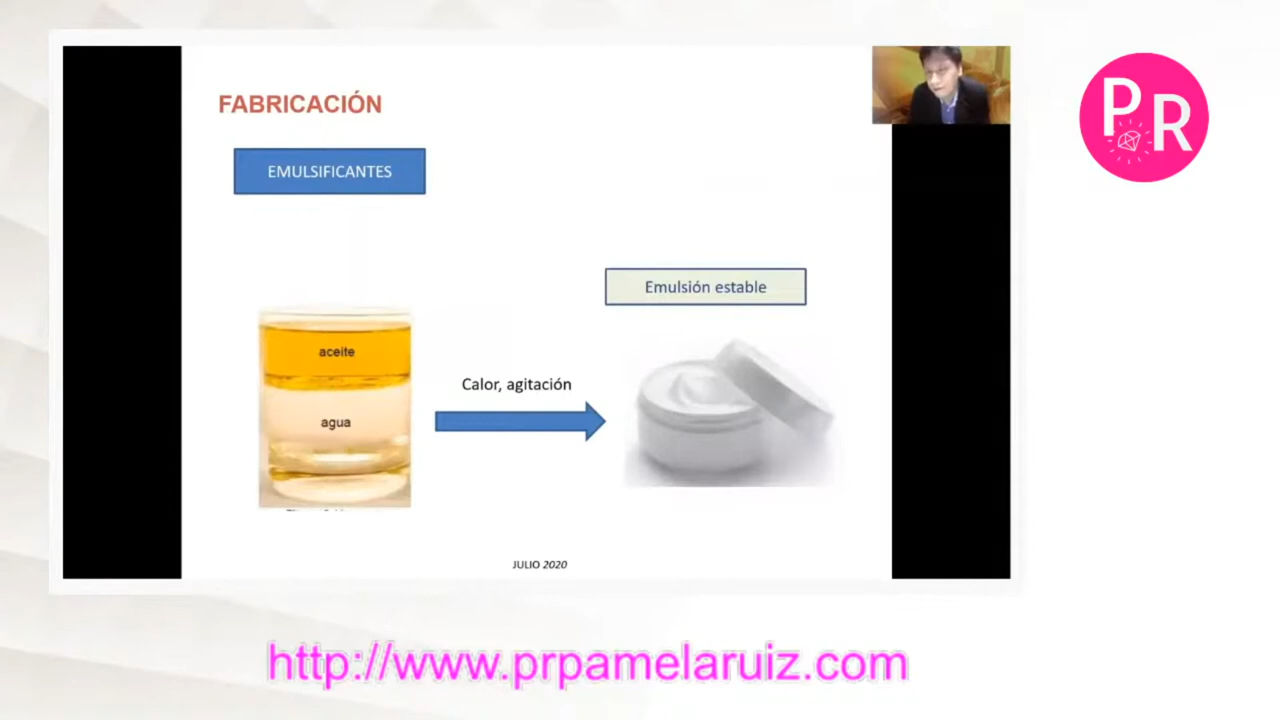 FABRICACIÓN
EMULSIFICANTES
Emulsión estable
aceite
Calor, agitación
agua
JULIO 2020
PR
http://www.prpamelaruiz.com